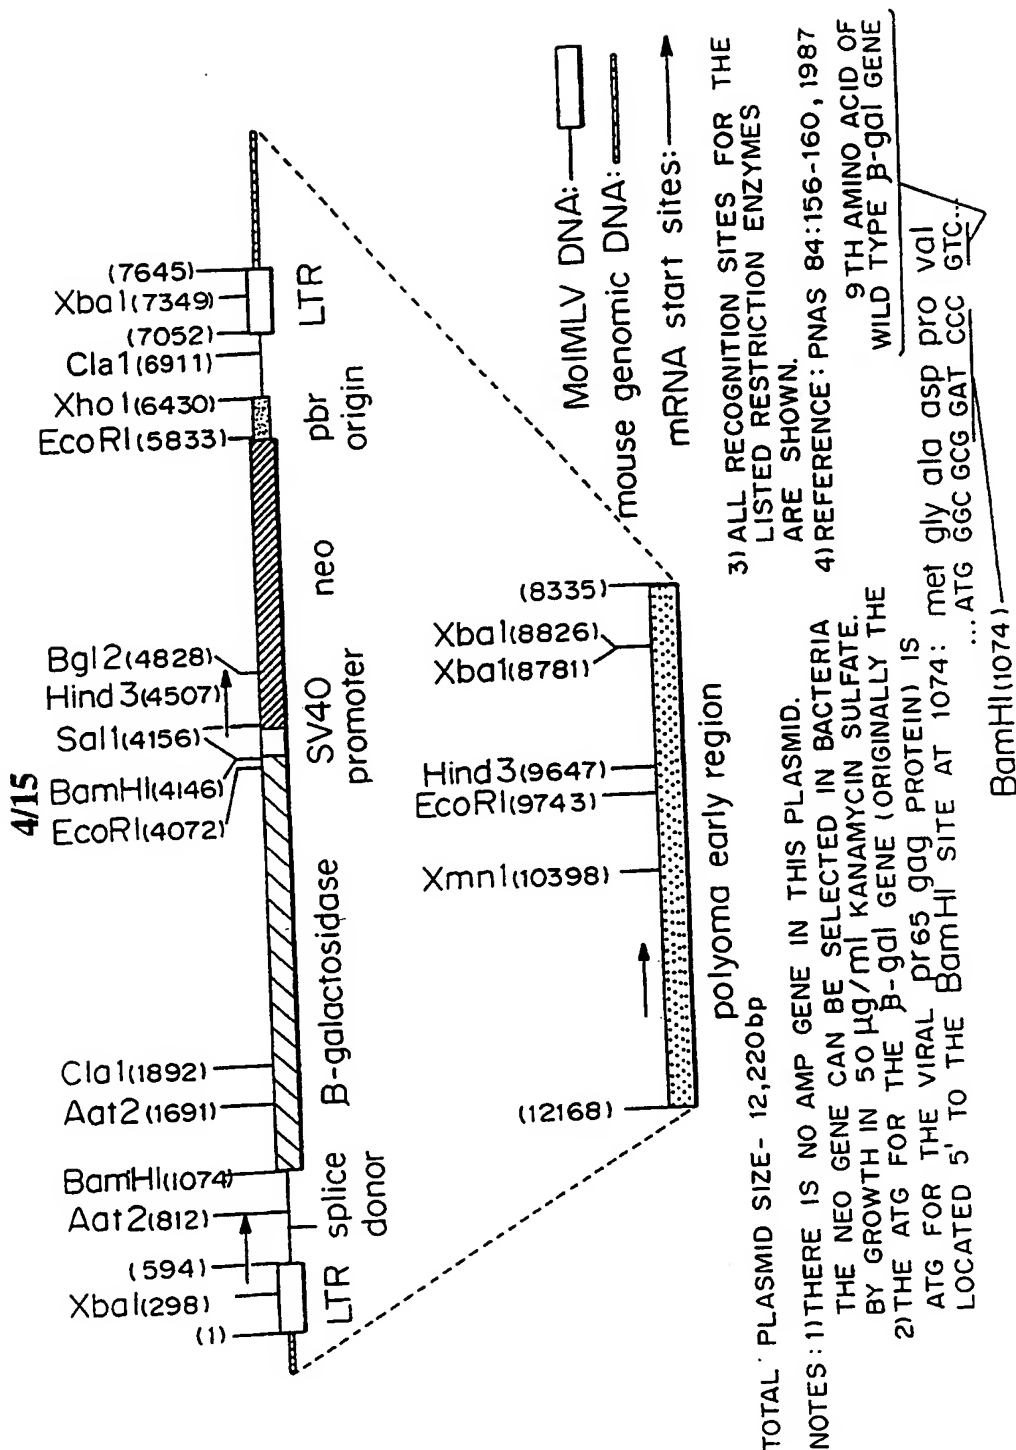 4/15
(1)
XbaI(298)
(594)
Aat2(812)
BamHI(1074)
Aat2(1691)
Cla1(1892)
EcoRI(4072)
BamHI(4146)
Sal1(4156)
Hind3(4507)
Bgl2(4828)
EcoRI(5833)
Xho1(6430)
Cla1(6911)
(7052)
Xba1(7349)
(7645)
LTR
splice
donor
B-galactosidase
SV40
promoter
neo
pbr
origin
LTR
(12168)
Xmn1(10398)
EcoRI(9743)
Hind3(9647)
Xba1(8781)
Xbal(8826)
(8335)
polyoma early region
MolMLV DNA:
mouse genomic DNA:
mRNA start sites:
TOTAL PLASMID SIZE- 12,220bp
NOTES: 1) THERE IS NO AMP GENE IN THIS PLASMID.
THE NEO GENE CAN BE SELECTED IN BACTERIA
BY GROWTH IN 50 μg/ml KANAMYCIN SULFATE.
2) THE ATG FOR THE β-gal GENE (ORIGINALLY THE
ATG FOR THE VIRAL pr65 gag PROTEIN) IS
LOCATED 5' TO THE BamHI SITE AT 1074: met gly ala asp pro val
...ATG GGC GCG GAT CCC GTC...
BamHI(1074)
3) ALL RECOGNITION SITES FOR THE
LISTED RESTRICTION ENZYMES
ARE SHOWN.
4) REFERENCE: PNAS 84:156-160, 1987
9 TH AMINO ACID OF
WILD TYPE β-gal GENE